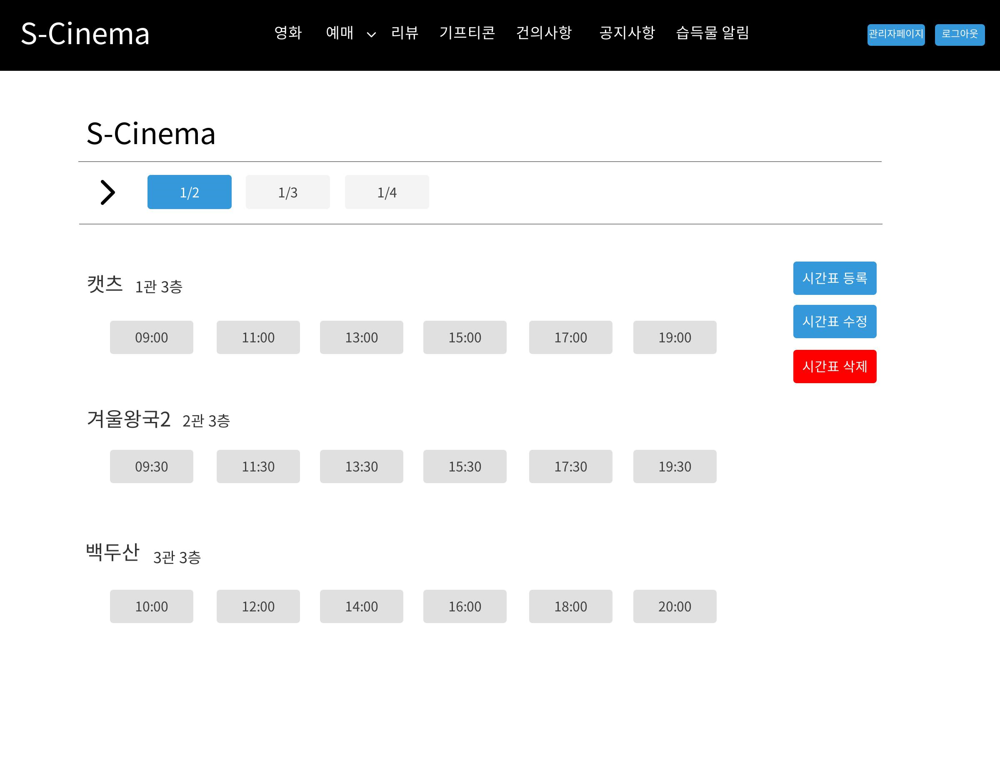 S-Cinema 영화 예매 리뷰 기프티콘 건의사항 공지사항 습득물 알림 관리자페이지 로그아웃
S-Cinema
1/2 1/3 1/4
캣츠 1관 3층
시간표 등록
시간표 수정
09:00 11:00 13:00 15:00 17:00 19:00
시간표 삭제
겨울왕국2 2관 3층
09:30 11:30 13:30 15:30 17:30 19:30
백두산 3관 3층
10:00 12:00 14:00 16:00 18:00 20:00